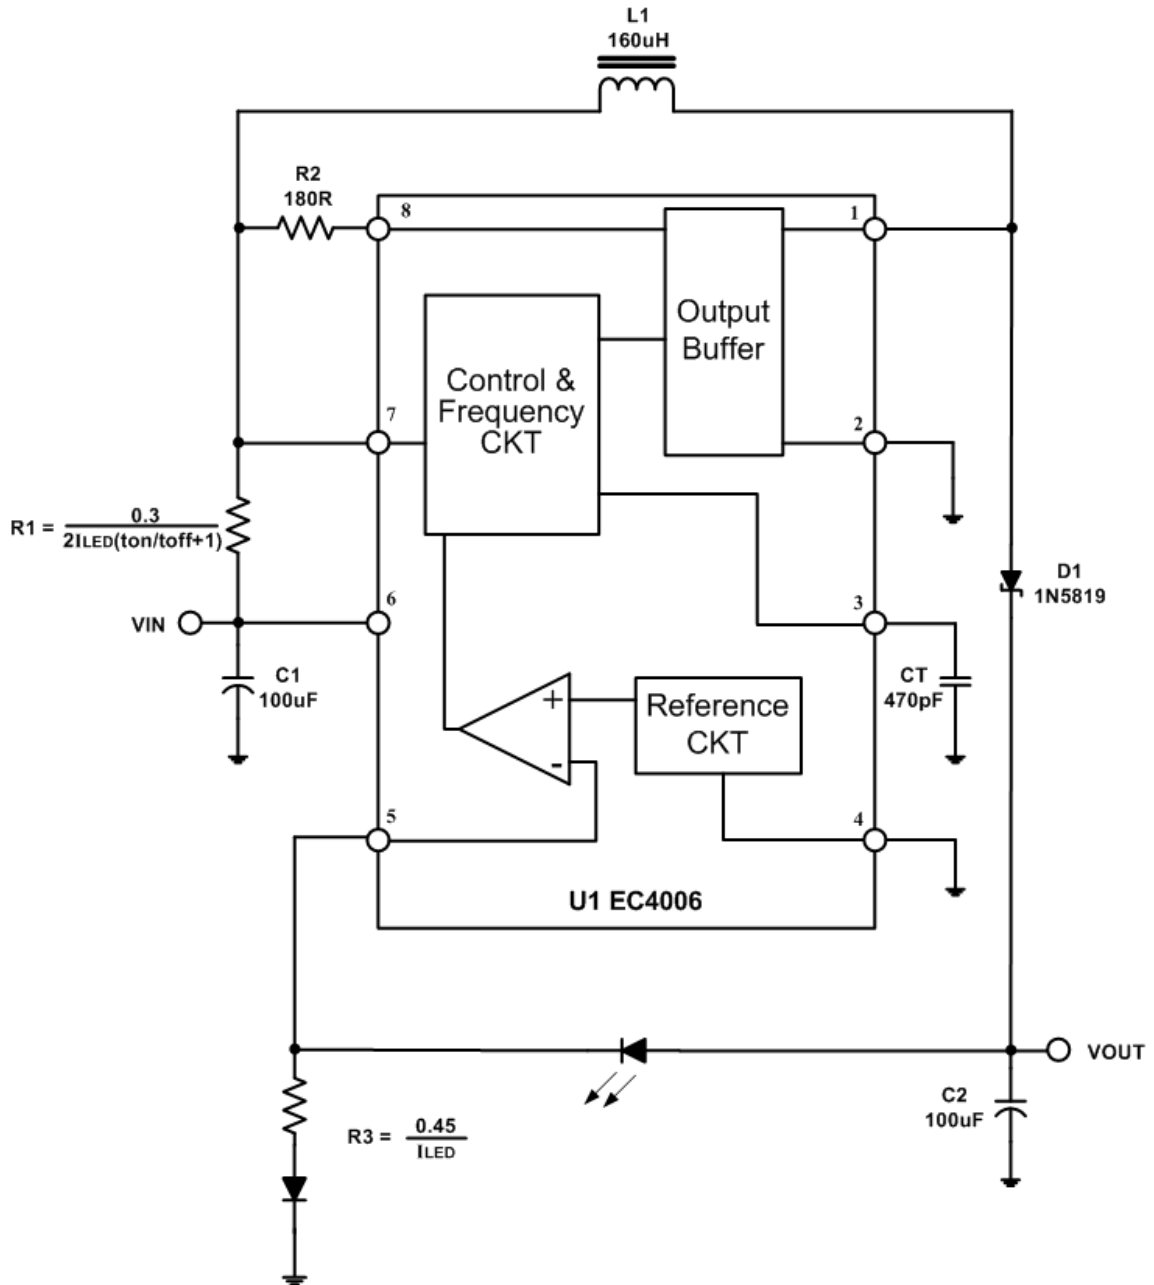 L1
160uH
R2
180R
8
1
Output
Buffer
Control &
Frequency
CKT
7
2
R1 = 0.3
2ILED(ton/toff+1)
D1
1N5819
6
3
VIN
C1
100uF
CT
470pF
+
Reference
CKT
-
5
4
U1 EC4006
VOUT
C2
100uF
R3 = 0.45
ILED